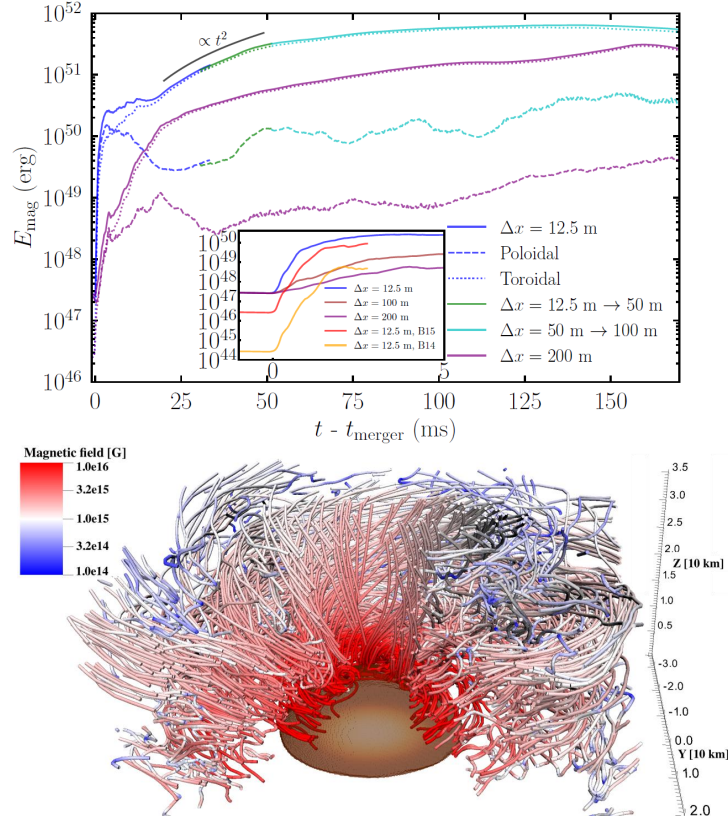 10^52
10^51
10^50
10^49
10^48
10^47
10^46
E_mag (erg)
∝ t^2
Δx = 12.5 m
Poloidal
Toroidal
Δx = 12.5 m → 50 m
Δx = 50 m → 100 m
Δx = 200 m
10^50
10^49
10^48
10^47
10^46
10^45
10^44
Δx = 12.5 m
Δx = 100 m
Δx = 200 m
Δx = 12.5 m, B15
Δx = 12.5 m, B14
0 5
0 25 50 75 100 125 150
t - t_merger (ms)
Magnetic field [G]
1.0e16
3.2e15
1.0e15
3.2e14
1.0e14
3.5
3.0
2.5
2.0
Z [10 km]
1.5
1.0
0.5
-3.0
-2.0
-1.0
0.0
Y [10 km]
1.0
2.0